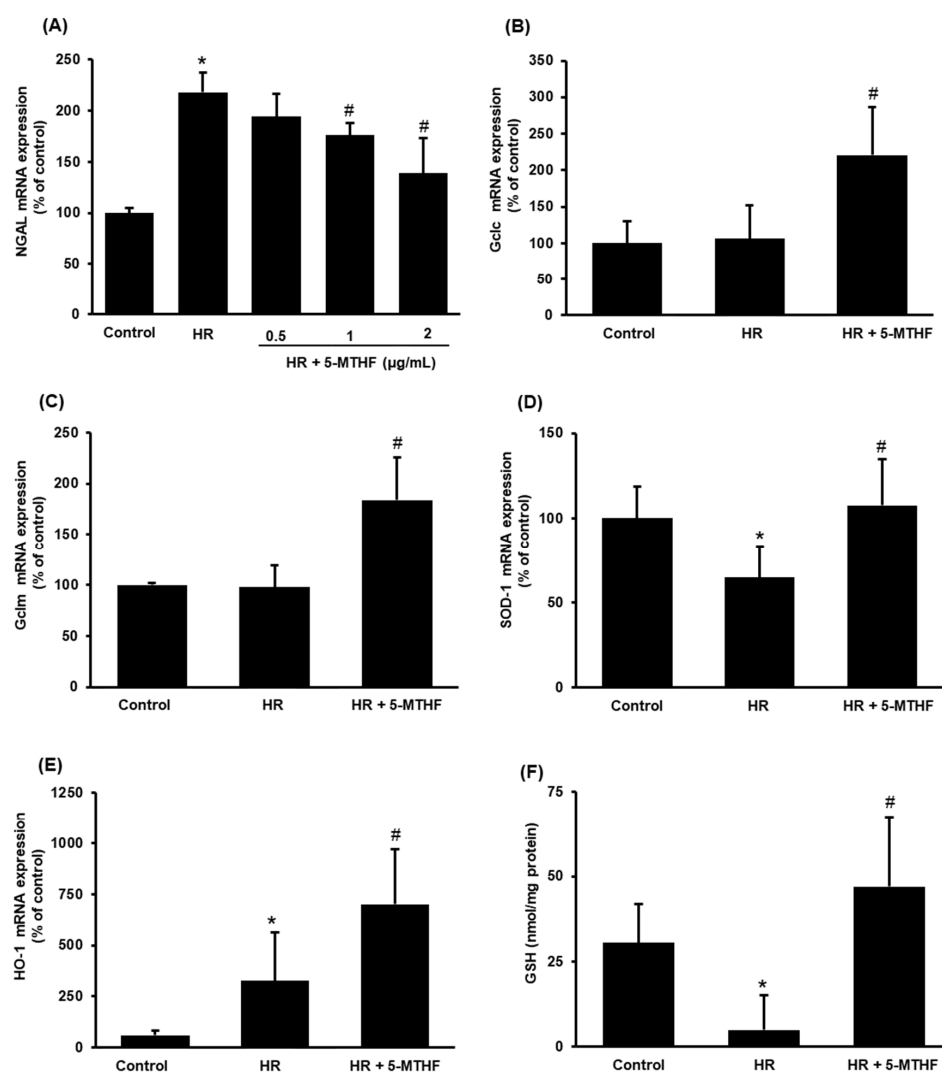 (A)
NGAL mRNA expression
(% of control)
250
200
150
100
50
0
*
#
#
Control
HR
0.5
1
2
HR + 5-MTHF (µg/mL)
(B)
Gclc mRNA expression
(% of control)
350
300
250
200
150
100
50
0
#
Control
HR
HR + 5-MTHF
(C)
Gclm mRNA expression
(% of control)
250
200
150
100
50
0
#
Control
HR
HR + 5-MTHF
(D)
SOD-1 mRNA expression
(% of control)
150
100
50
0
*
#
Control
HR
HR + 5-MTHF
(E)
HO-1 mRNA expression
(% of control)
1250
1000
750
500
250
0
*
#
Control
HR
HR + 5-MTHF
(F)
GSH (nmol/mg protein)
75
50
25
0
*
#
Control
HR
HR + 5-MTHF